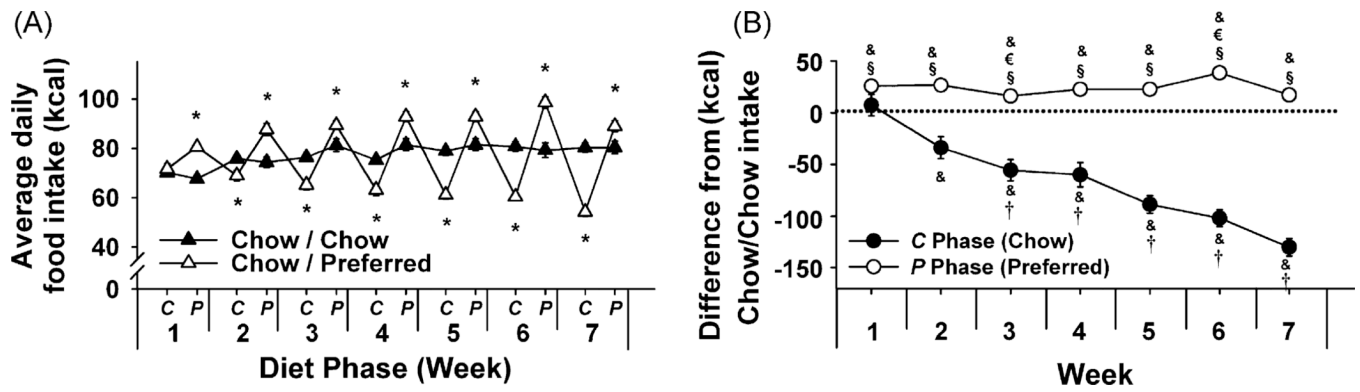 (A)
Average daily
food intake (kcal)
100
80
60
40
0
* * * * * * *
* * * * * *
Chow / Chow
Chow / Preferred
C P C P C P C P C P C P C P
1 2 3 4 5 6 7
Diet Phase (Week)
(B)
Difference from (kcal)
Chow/Chow intake
50
0
-50
-100
-150
& & & & & & &
€ €
§ § § § § § §
& & & & & &
† † † † †
C Phase (Chow)
P Phase (Preferred)
1 2 3 4 5 6 7
Week